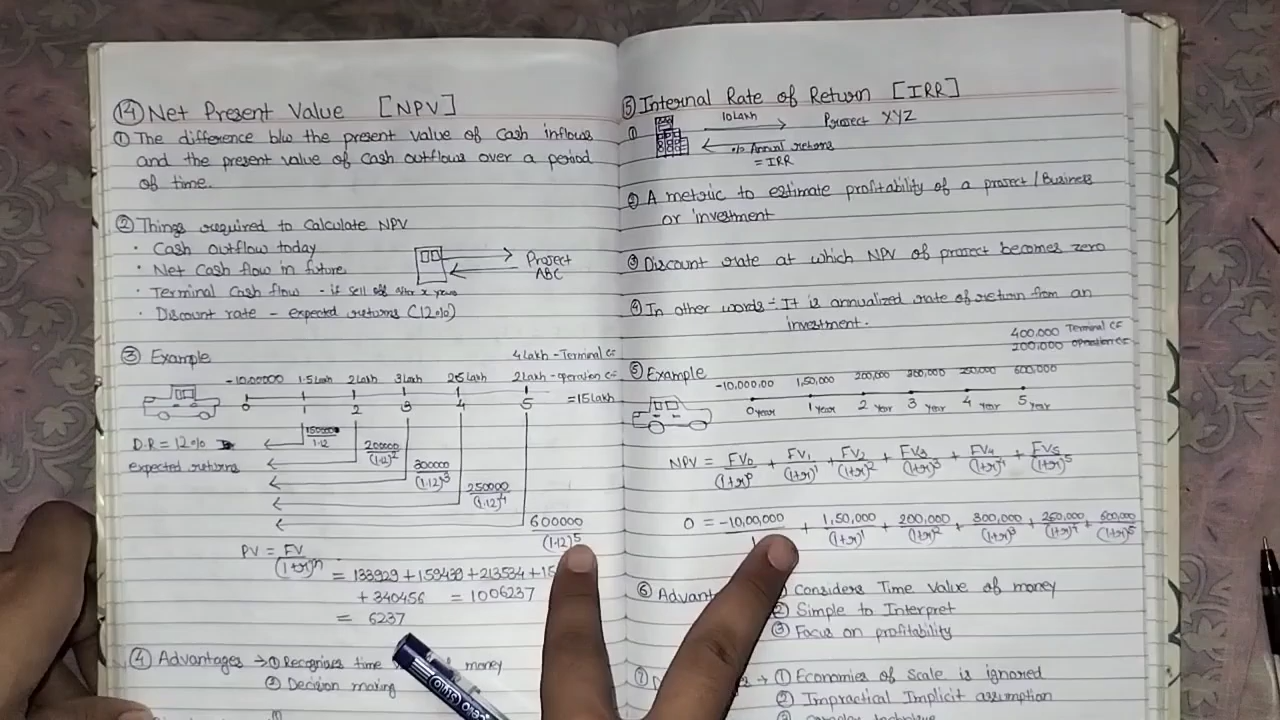 ⑭ Net Present Value [NPV]
① The difference b/w the present value of cash inflows
and the present value of cash outflows over a period
of time.
② Things required to calculate NPV
· Cash outflow today
· Net cash flow in future
· Terminal cash flow - if sell off after x years
· Discount rate - expected returns (12%)
Project
ABC
③ Example
4 Lakh - Terminal CF
-10,00000 1.5 Lakh 2 Lakh 3 Lakh 2.5 Lakh 2 Lakh - operation CF
0 2 3 4 5 = 15 Lakh
D.R = 12%
expected returns
150000/1.12
200000/(1.12)²
300000/(1.12)³
250000/(1.12)⁴
600000/(1.12)⁵
PV = FV/(1+r)ⁿ
= 133929 + 159439 + 213534 + 15
+ 340456 = 1006237
= 6237
④ Advantages → ① Recognises time money
② Decision making
⑤ Internal Rate of Return [IRR]
① 10 Lakh Project XYZ
% Annual returns
= IRR
② A metric to estimate profitability of a project / Business
or investment
③ Discount rate at which NPV of project becomes zero
④ In other words :- It is annualized rate of return from an
investment.
400,000 Terminal CF
200,000 operation CF
⑤ Example
-10,000,00 1,50,000 200,000 300,000 250,000 600,000
0 year 1 year 2 year 3 year 4 year 5 year
NPV = FV₀/(1+r)⁰ + FV₁/(1+r)¹ + FV₂/(1+r)² + FV₃/(1+r)³ + FV₄/(1+r)⁴ + FV₅/(1+r)⁵
0 = -10,00,000/1 + 1,50,000/(1+r)¹ + 200,000/(1+r)² + 300,000/(1+r)³ + 250,000/(1+r)⁴ + 600,000/(1+r)⁵
⑥ Advant Considers Time value of money
② Simple to Interpret
③ Focus on profitability
⑦ D → ① Economies of Scale is ignored
② Impractical Implicit assumption
cello